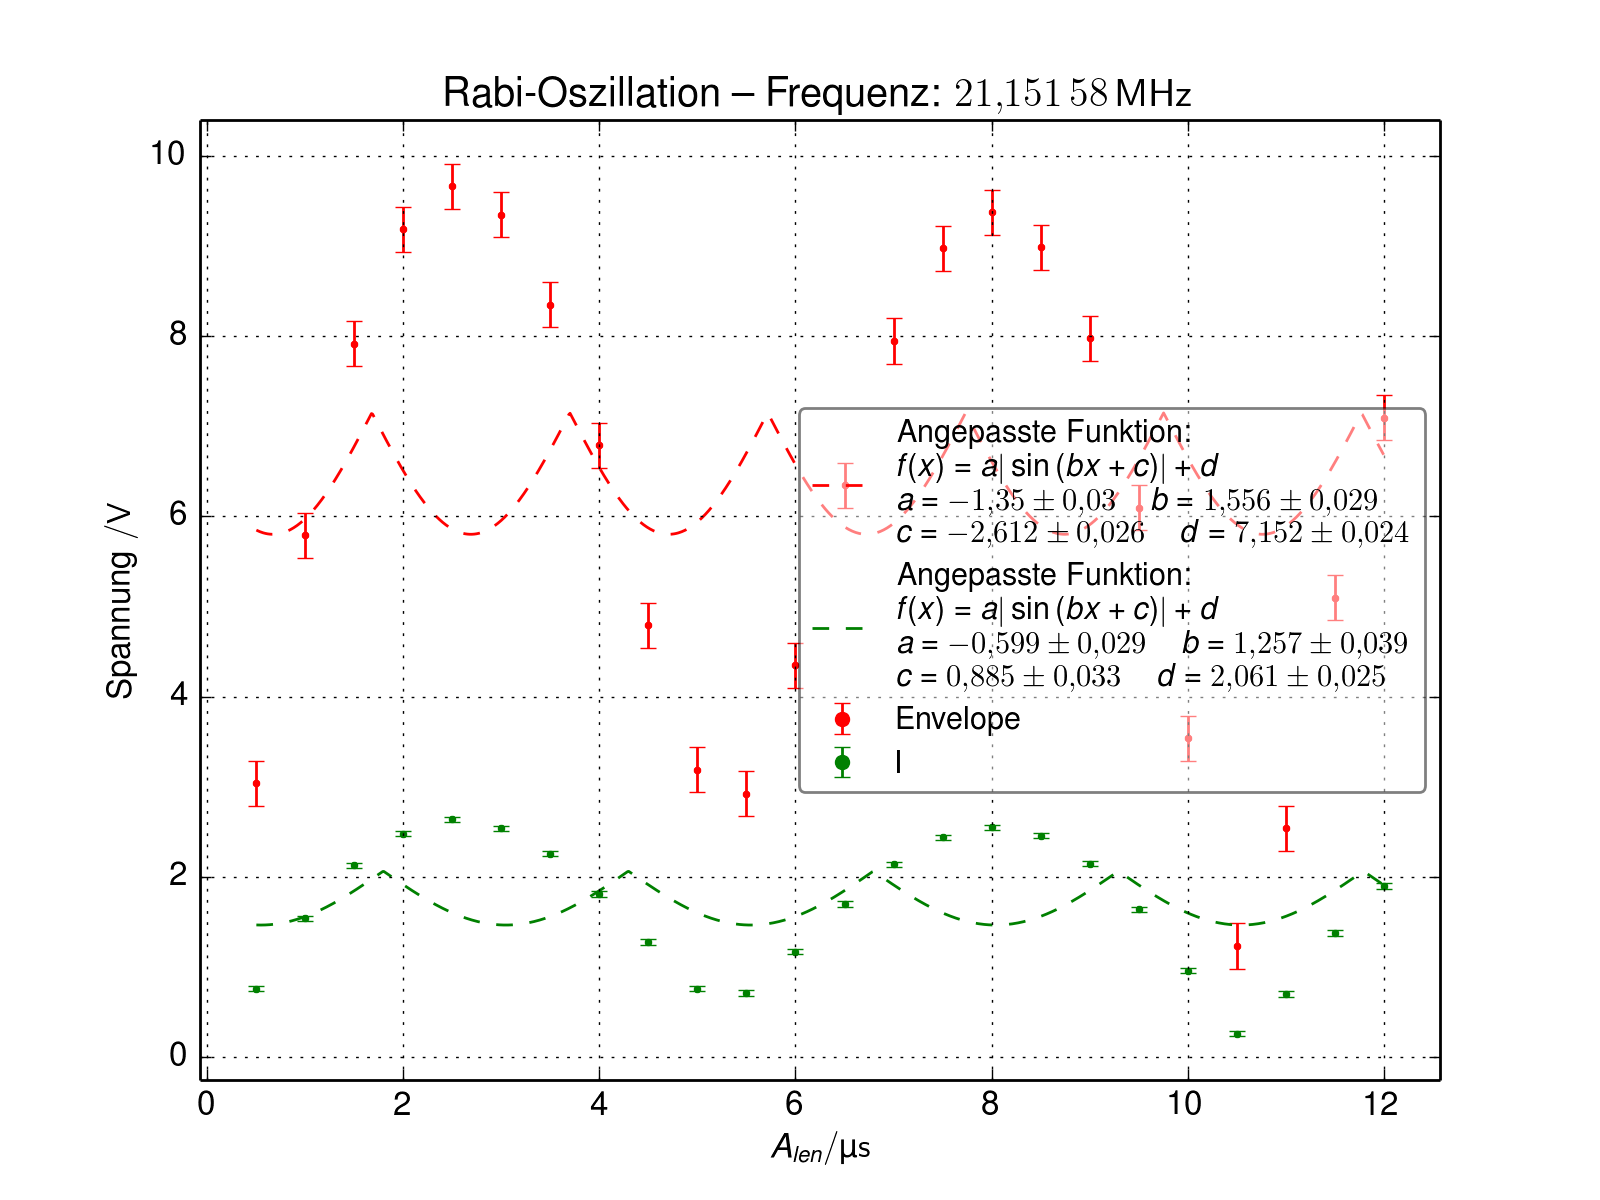 Rabi-Oszillation – Frequenz: 21,151 58 MHz
10
8
6
4
2
0
Spannung /V
Angepasste Funktion:
f(x) = a| sin (bx + c)| + d
a = −1,35 ± 0,03 b = 1,556 ± 0,029
c = −2,612 ± 0,026 d = 7,152 ± 0,024
Angepasste Funktion:
f(x) = a| sin (bx + c)| + d
a = −0,599 ± 0,029 b = 1,257 ± 0,039
c = 0,885 ± 0,033 d = 2,061 ± 0,025
Envelope
I
0 2 4 6 8 10 12
A_len/µs